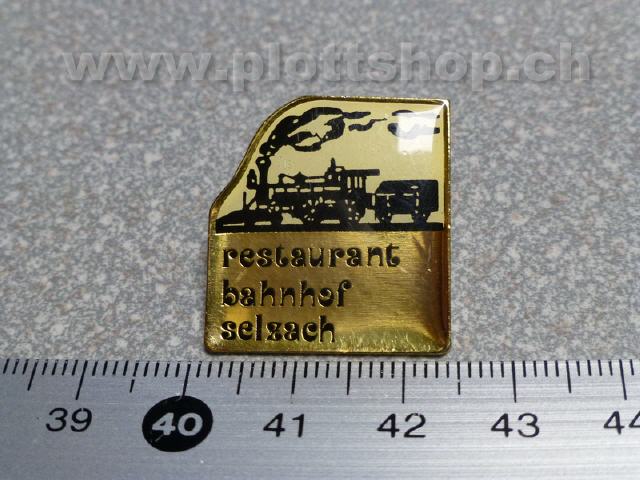 www.plottshop.ch
restaurant
bahnhof
selzach
39 40 41 42 43 44